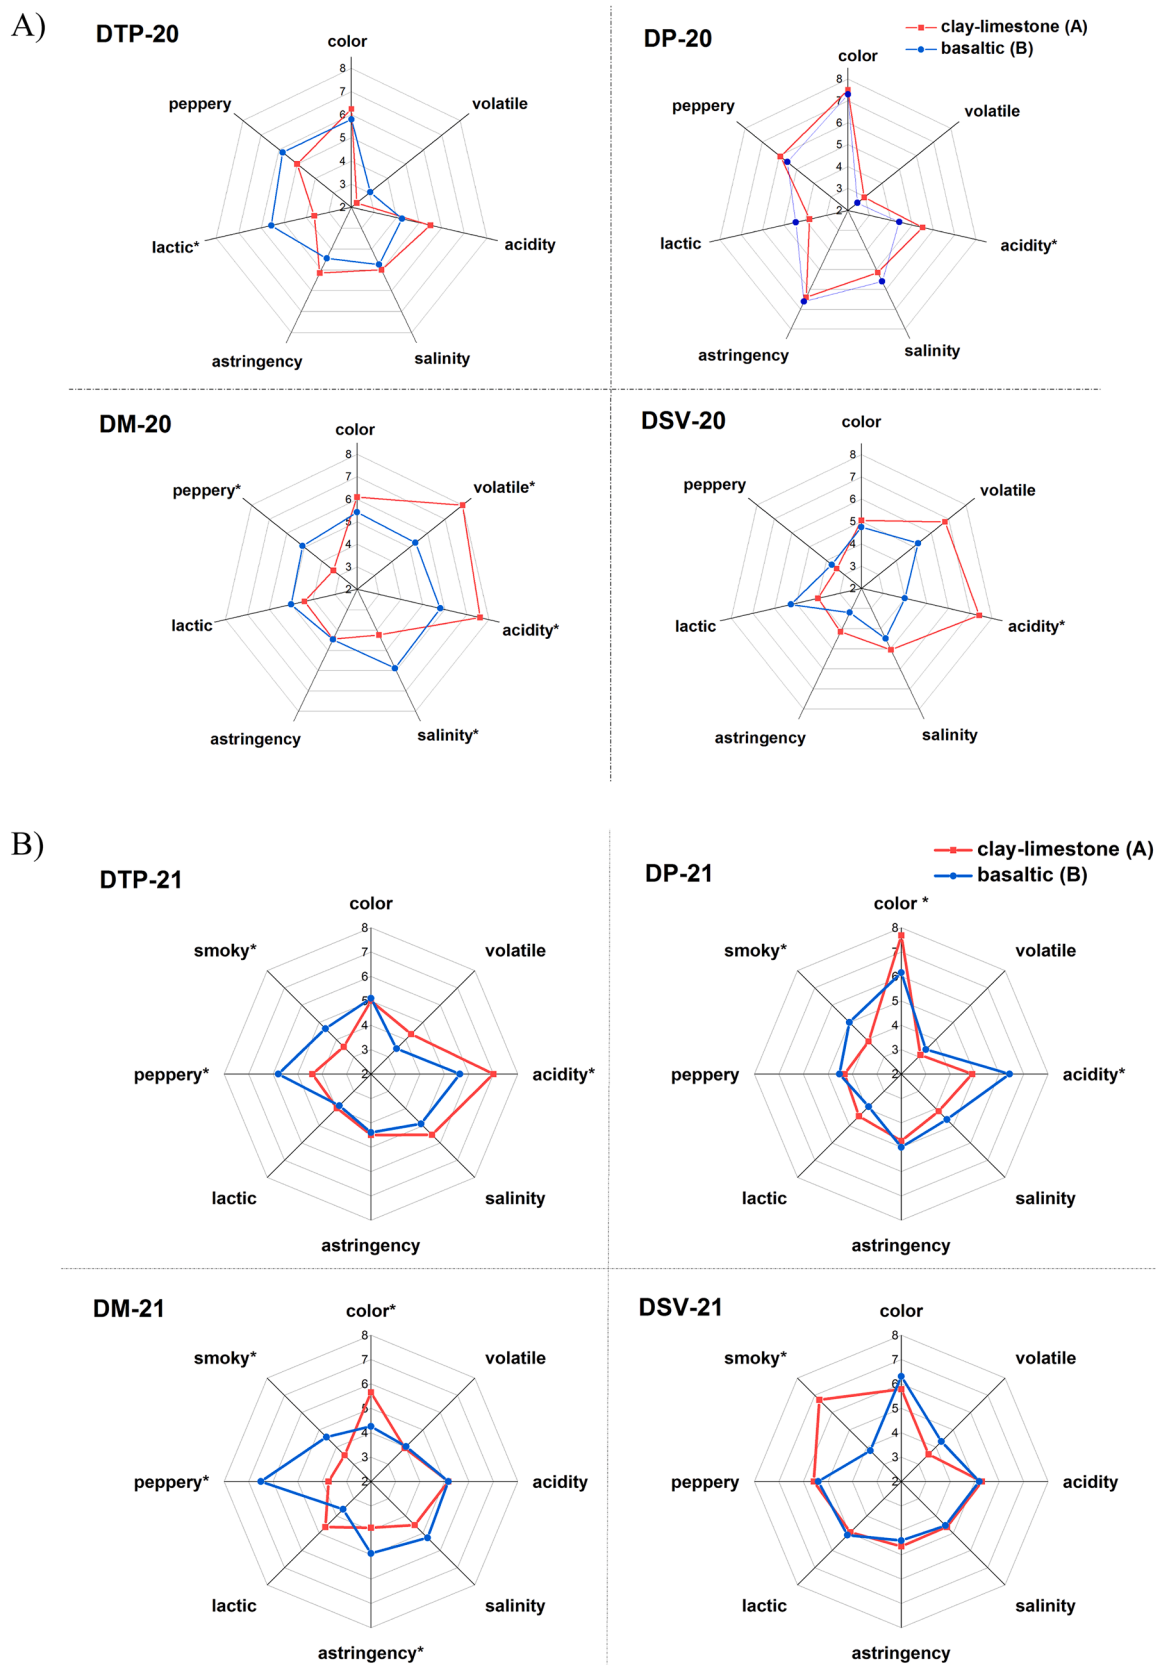 A)
DTP-20
color
8
7
6
5
4
3
2
peppery
volatile
lactic*
acidity
astringency
salinity
DP-20
clay-limestone (A)
basaltic (B)
color
8
7
6
5
4
3
2
peppery
volatile
lactic
acidity*
astringency
salinity
DM-20
color
8
7
6
5
4
3
2
peppery*
volatile*
lactic
acidity*
astringency
salinity*
DSV-20
color
8
7
6
5
4
3
2
peppery
volatile
lactic
acidity*
astringency
salinity
B)
DTP-21
color
8
7
6
5
4
3
2
smoky*
volatile
peppery*
acidity*
lactic
salinity
astringency
DP-21
clay-limestone (A)
basaltic (B)
color *
8
7
6
5
4
3
2
smoky*
volatile
peppery
acidity*
lactic
salinity
astringency
DM-21
color*
8
7
6
5
4
3
2
smoky*
volatile
peppery*
acidity
lactic
salinity
astringency*
DSV-21
color
8
7
6
5
4
3
2
smoky*
volatile
peppery
acidity
lactic
salinity
astringency